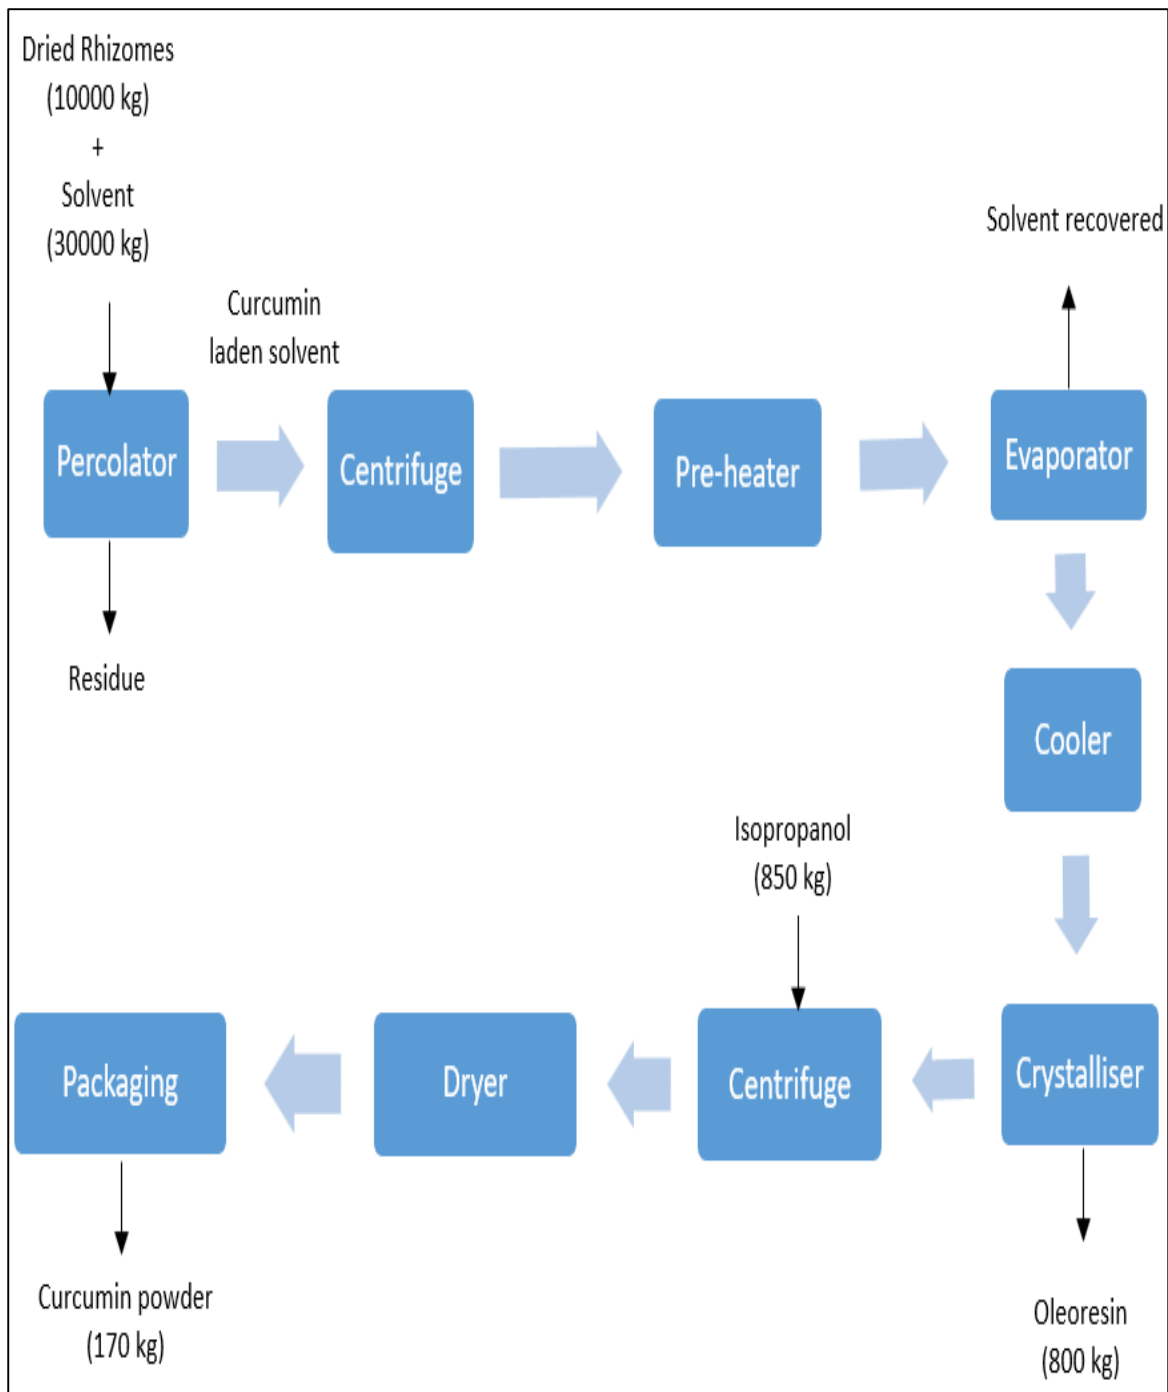 Dried Rhizomes
(10000 kg)
+
Solvent
(30000 kg)
Solvent recovered
Curcumin
laden solvent
Percolator
Centrifuge
Pre-heater
Evaporator
Residue
Cooler
Isopropanol
(850 kg)
Packaging
Dryer
Centrifuge
Crystalliser
Curcumin powder
(170 kg)
Oleoresin
(800 kg)